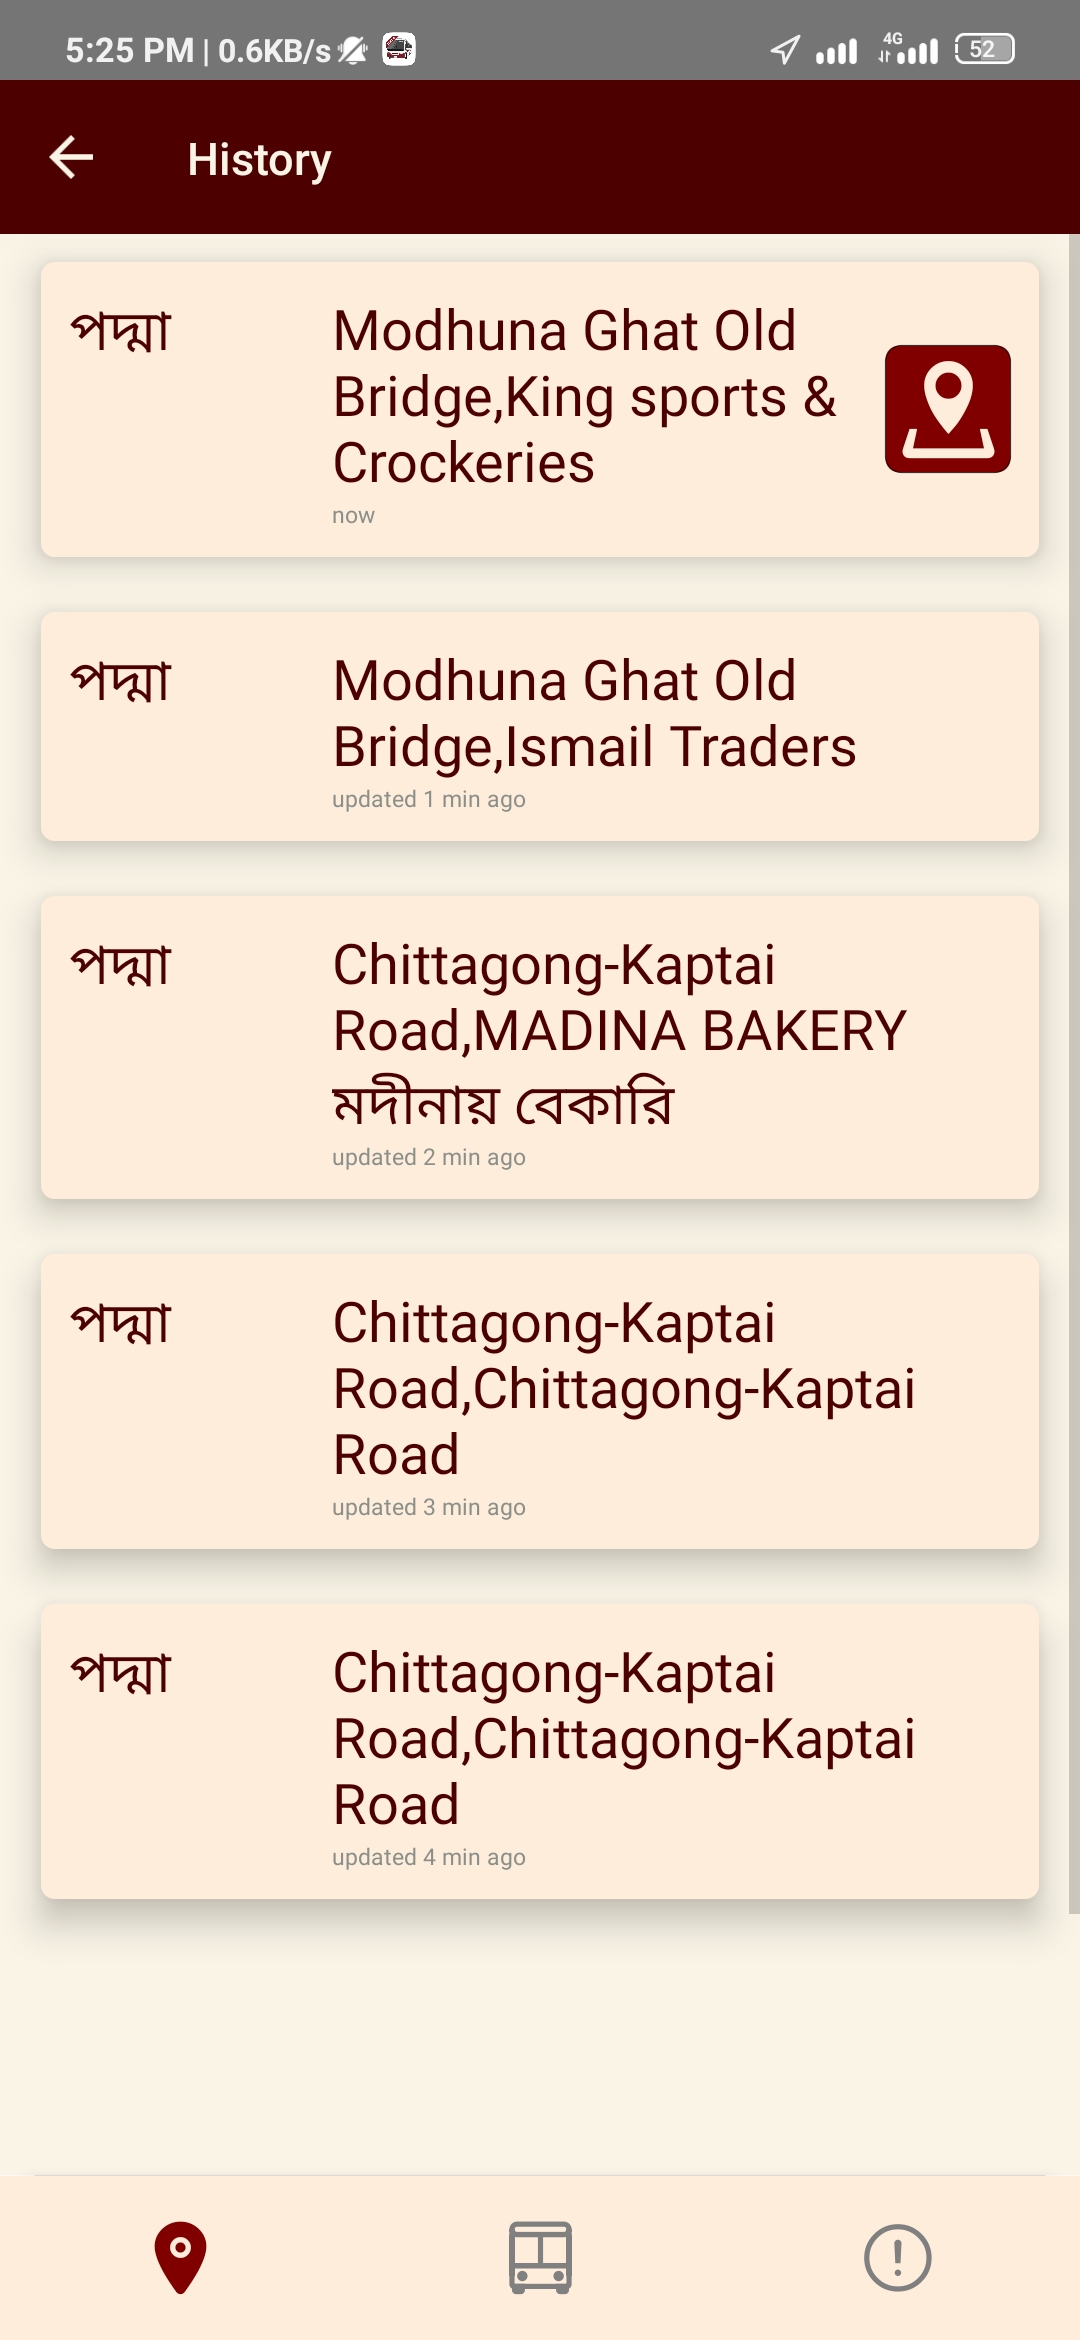 5:25 PM | 0.6KB/s
4G
52
History
পদ্মা
Modhuna Ghat Old
Bridge,King sports &
Crockeries
now
পদ্মা
Modhuna Ghat Old
Bridge,Ismail Traders
updated 1 min ago
পদ্মা
Chittagong-Kaptai
Road,MADINA BAKERY
মদীনায় বেকারি
updated 2 min ago
পদ্মা
Chittagong-Kaptai
Road,Chittagong-Kaptai
Road
updated 3 min ago
পদ্মা
Chittagong-Kaptai
Road,Chittagong-Kaptai
Road
updated 4 min ago